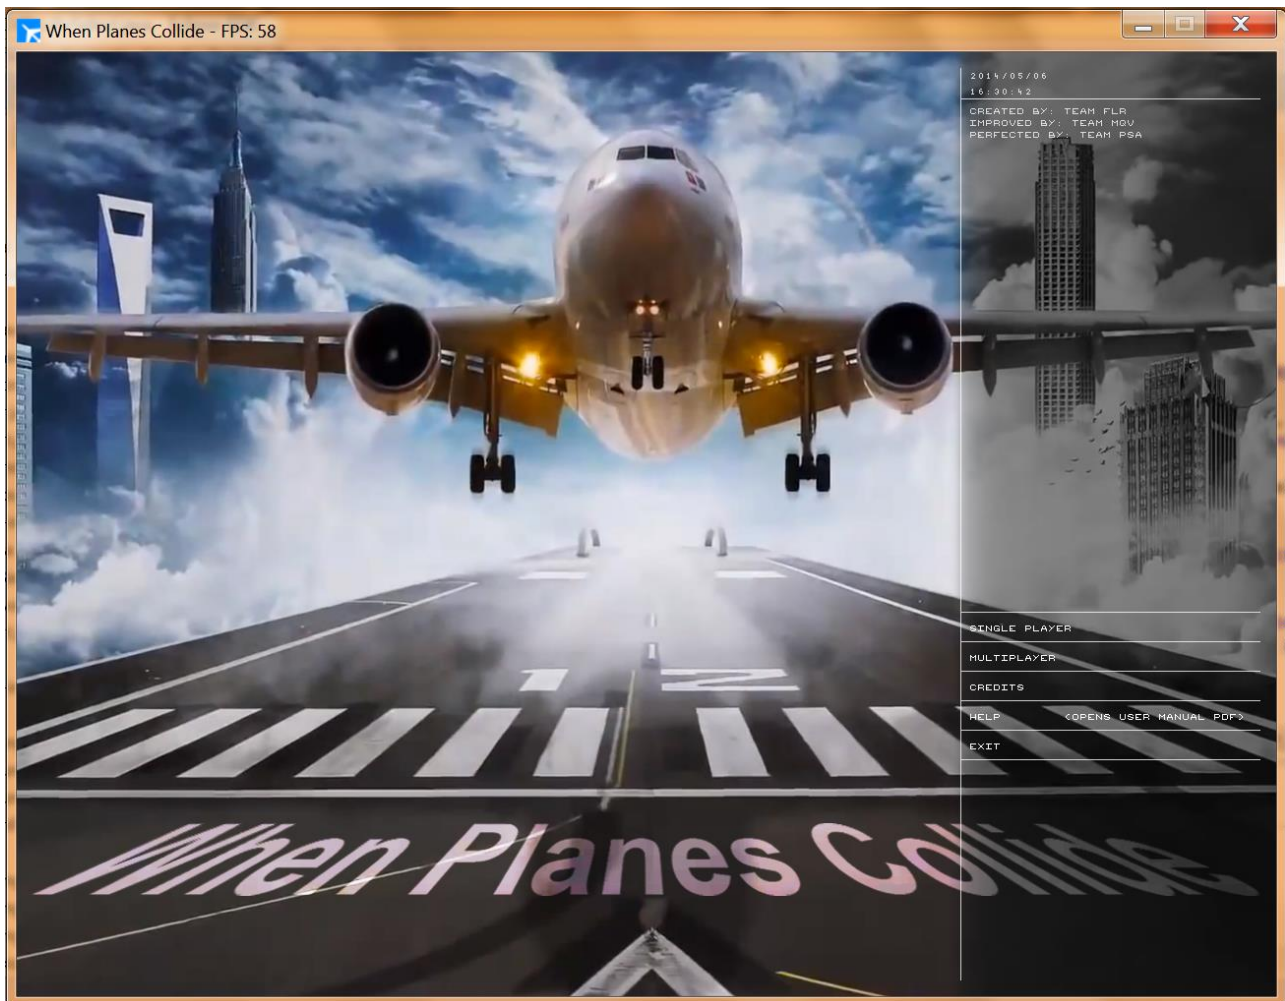 When Planes Collide - FPS: 58
2014/05/06
16:30:42
CREATED BY: TEAM FLR
IMPROVED BY: TEAM MQV
PERFECTED BY: TEAM PSA
SINGLE PLAYER
MULTIPLAYER
CREDITS
HELP <OPENS USER MANUAL PDF>
EXIT
12
When Planes Collide